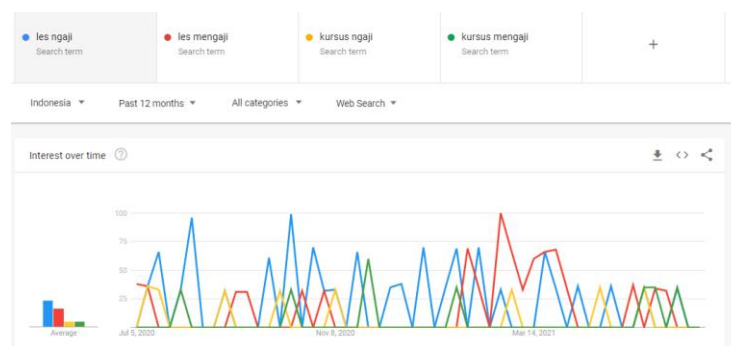 les ngaji
Search term
les mengaji
Search term
kursus ngaji
Search term
kursus mengaji
Search term
+
Indonesia
Past 12 months
All categories
Web Search
Interest over time
?
100
75
50
25
Average
Jul 5, 2020
Nov 8, 2020
Mar 14, 2021